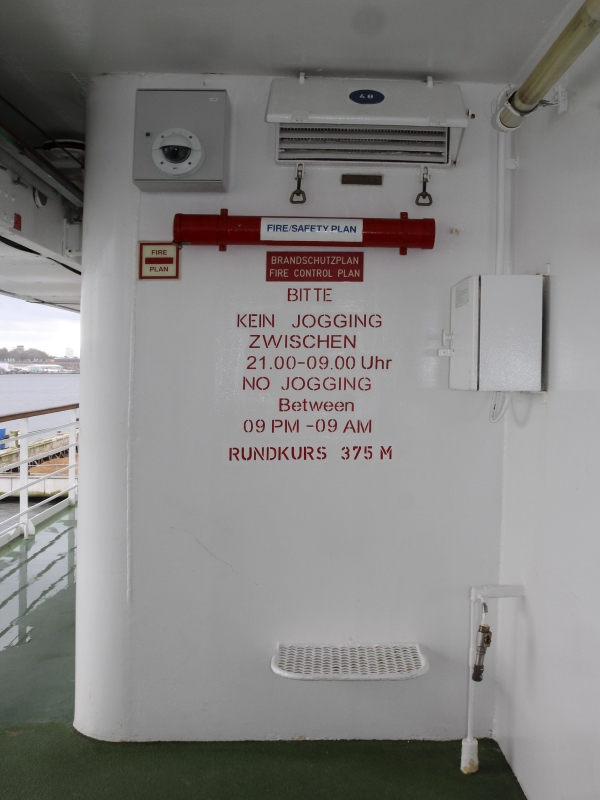 FIRE/SAFETY PLAN
FIRE
PLAN
BRANDSCHUTZPLAN
FIRE CONTROL PLAN
BITTE
KEIN JOGGING
ZWISCHEN
21.00-09.00 Uhr
NO JOGGING
Between
09 PM -09 AM
RUNDKURS 375 M